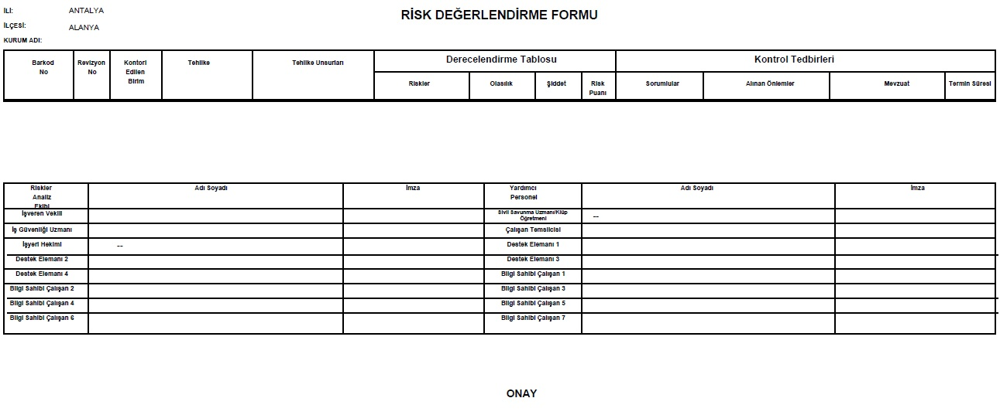 İLİ: ANTALYA
RİSK DEĞERLENDİRME FORMU
İLÇESİ: ALANYA
KURUM ADI:
Barkod No
Revizyon No
Kontorl Edilen Birim
Tehlike
Tehlike Unsurları
Derecelendirme Tablosu
Kontrol Tedbirleri
Riskler
Olasılık
Şiddet
Risk Puanı
Sorumlular
Alınan Önlemler
Mevzuat
Termin Süresi
Riskler Analiz Ekibi
Adı Soyadı
İmza
Yardımcı Personel
Adı Soyadı
İmza
İşveren Vekili
Sivil Savunma Uzmanı/Klüp Öğretmeni
--
İş Güvenliği Uzmanı
Çalışan Temsilcisi
İşyeri Hekimi
--
Destek Elemanı 1
Destek Elemanı 2
Destek Elemanı 3
Destek Elemanı 4
Bilgi Sahibi Çalışan 1
Bilgi Sahibi Çalışan 2
Bilgi Sahibi Çalışan 3
Bilgi Sahibi Çalışan 4
Bilgi Sahibi Çalışan 5
Bilgi Sahibi Çalışan 6
Bilgi Sahibi Çalışan 7
ONAY